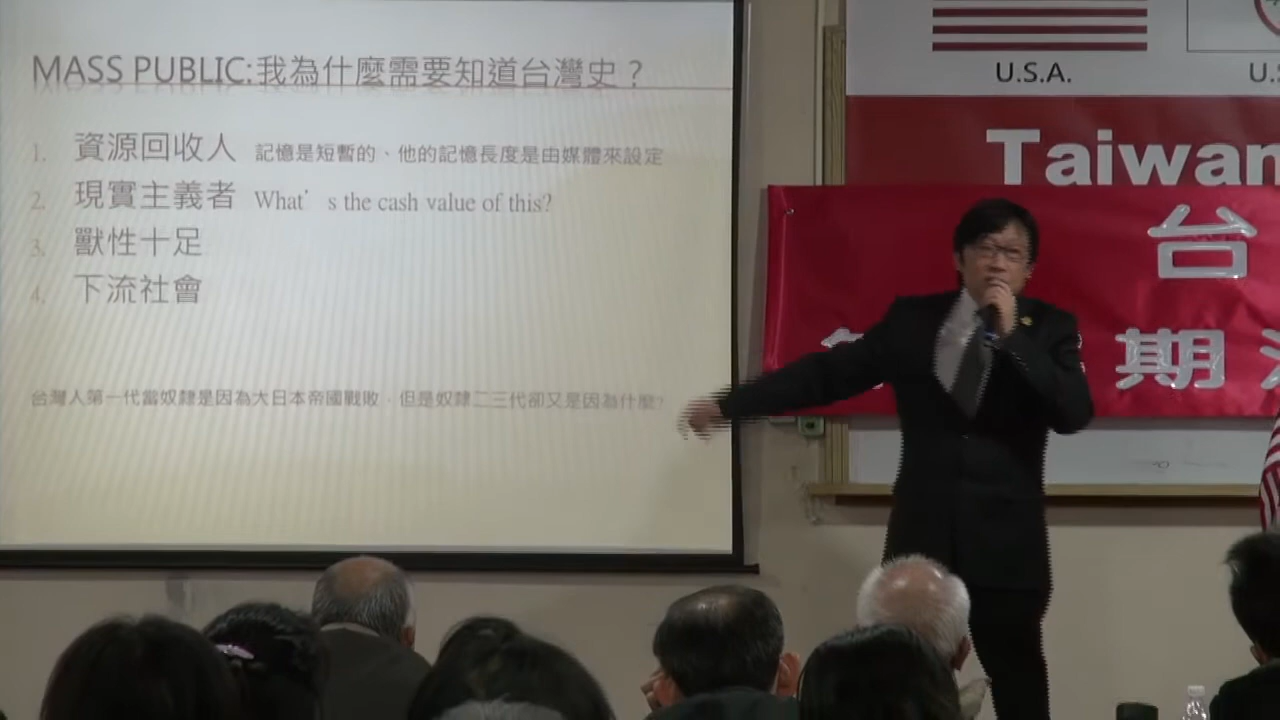 MASS PUBLIC:我為什麼需要知道台灣史？
1. 資源回收人 記憶是短暫的、他的記憶長度是由媒體來設定
2. 現實主義者 What's the cash value of this?
3. 獸性十足
4. 下流社會
台灣人第一代當奴隸是因為大日本帝國戰敗，但是奴隸二三代卻又是因為什麼?
U.S.A.
U.S
Taiwan
台
期